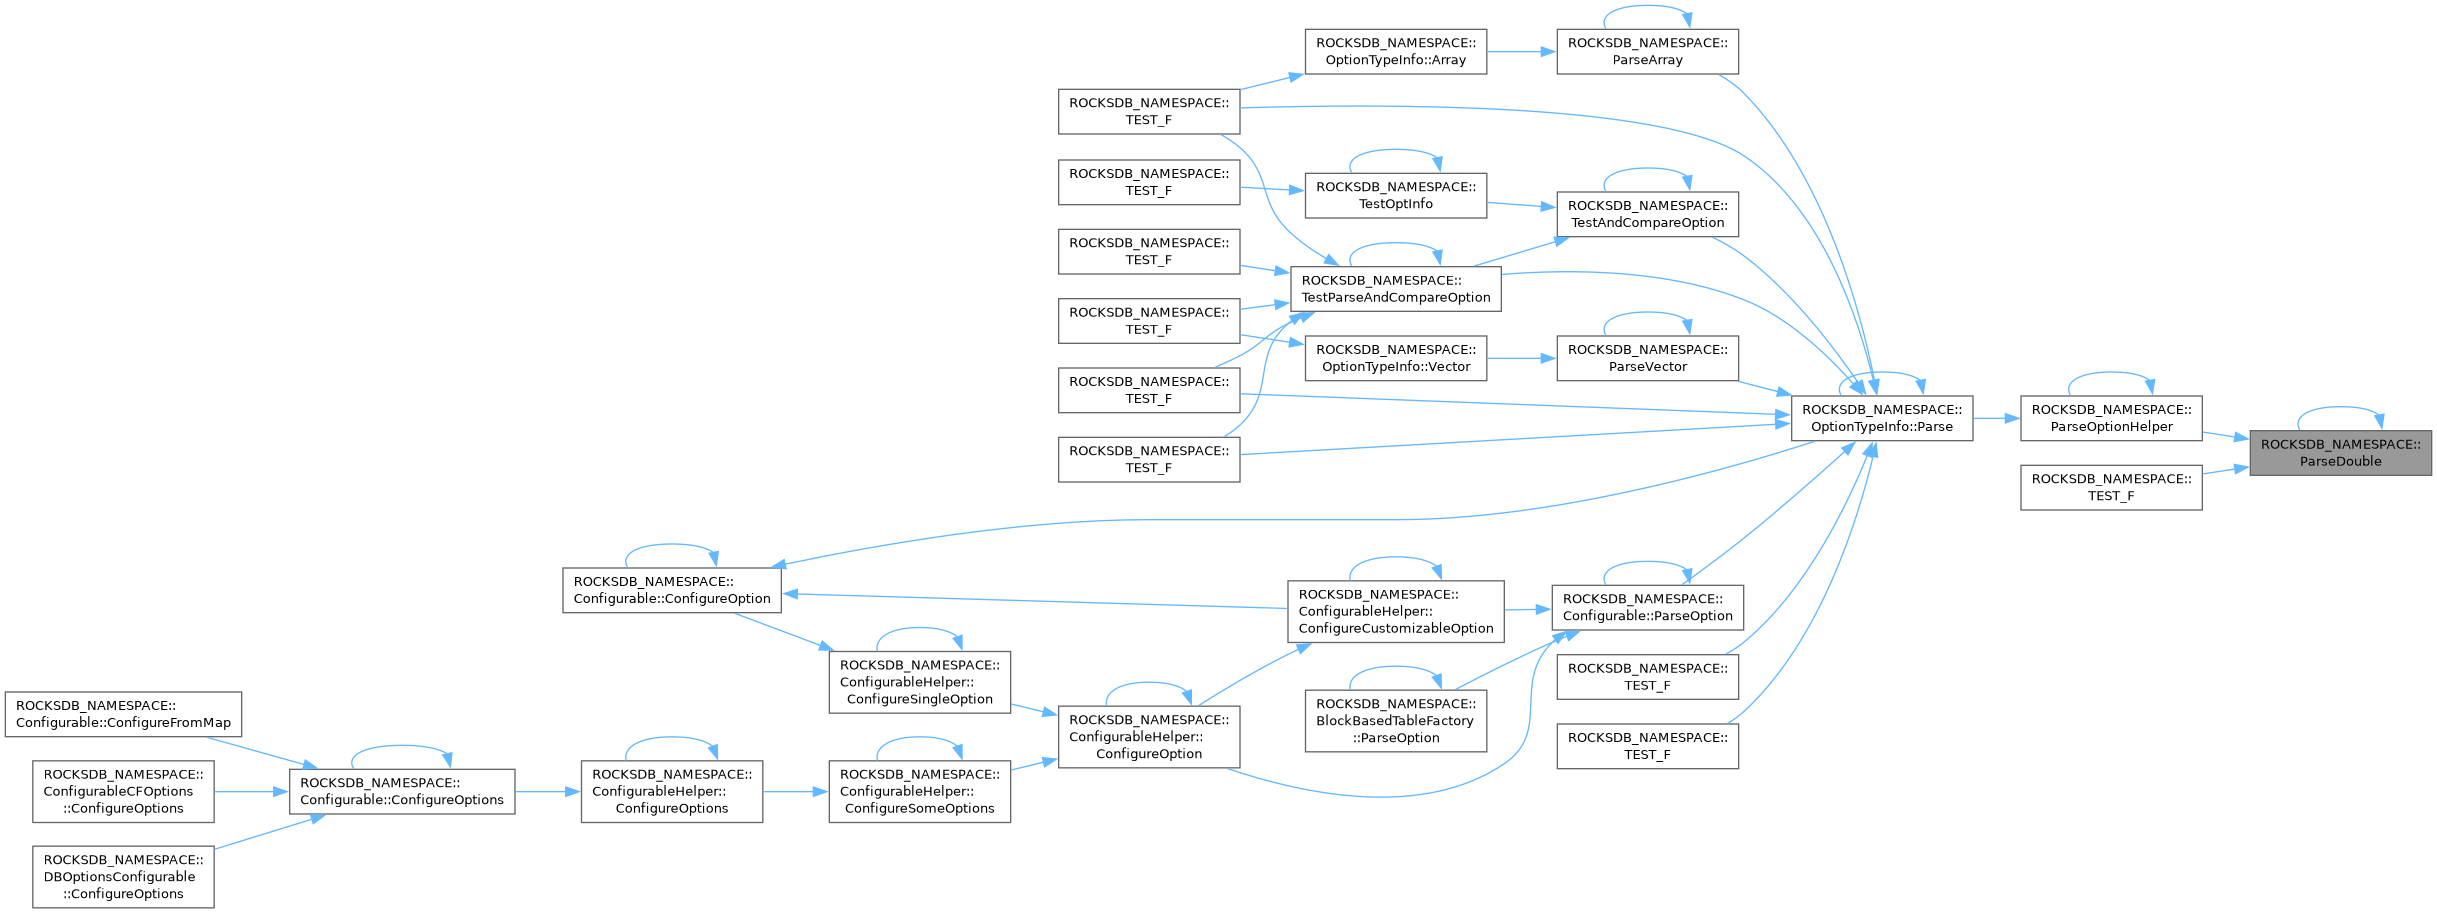 ROCKSDB_NAMESPACE::
ParseArray
ROCKSDB_NAMESPACE::
OptionTypeInfo::Array
ROCKSDB_NAMESPACE::
TEST_F
ROCKSDB_NAMESPACE::
TEST_F
ROCKSDB_NAMESPACE::
TestOptInfo
ROCKSDB_NAMESPACE::
TestAndCompareOption
ROCKSDB_NAMESPACE::
TEST_F
ROCKSDB_NAMESPACE::
TestParseAndCompareOption
ROCKSDB_NAMESPACE::
TEST_F
ROCKSDB_NAMESPACE::
OptionTypeInfo::Vector
ROCKSDB_NAMESPACE::
ParseVector
ROCKSDB_NAMESPACE::
TEST_F
ROCKSDB_NAMESPACE::
OptionTypeInfo::Parse
ROCKSDB_NAMESPACE::
ParseOptionHelper
ROCKSDB_NAMESPACE::
ParseDouble
ROCKSDB_NAMESPACE::
TEST_F
ROCKSDB_NAMESPACE::
TEST_F
ROCKSDB_NAMESPACE::
Configurable::ConfigureOption
ROCKSDB_NAMESPACE::
ConfigurableHelper::
ConfigureCustomizableOption
ROCKSDB_NAMESPACE::
Configurable::ParseOption
ROCKSDB_NAMESPACE::
ConfigurableHelper::
ConfigureSingleOption
ROCKSDB_NAMESPACE::
TEST_F
ROCKSDB_NAMESPACE::
Configurable::ConfigureFromMap
ROCKSDB_NAMESPACE::
ConfigurableHelper::
ConfigureOption
ROCKSDB_NAMESPACE::
BlockBasedTableFactory
::ParseOption
ROCKSDB_NAMESPACE::
TEST_F
ROCKSDB_NAMESPACE::
ConfigurableCFOptions
::ConfigureOptions
ROCKSDB_NAMESPACE::
Configurable::ConfigureOptions
ROCKSDB_NAMESPACE::
ConfigurableHelper::
ConfigureOptions
ROCKSDB_NAMESPACE::
ConfigurableHelper::
ConfigureSomeOptions
ROCKSDB_NAMESPACE::
DBOptionsConfigurable
::ConfigureOptions